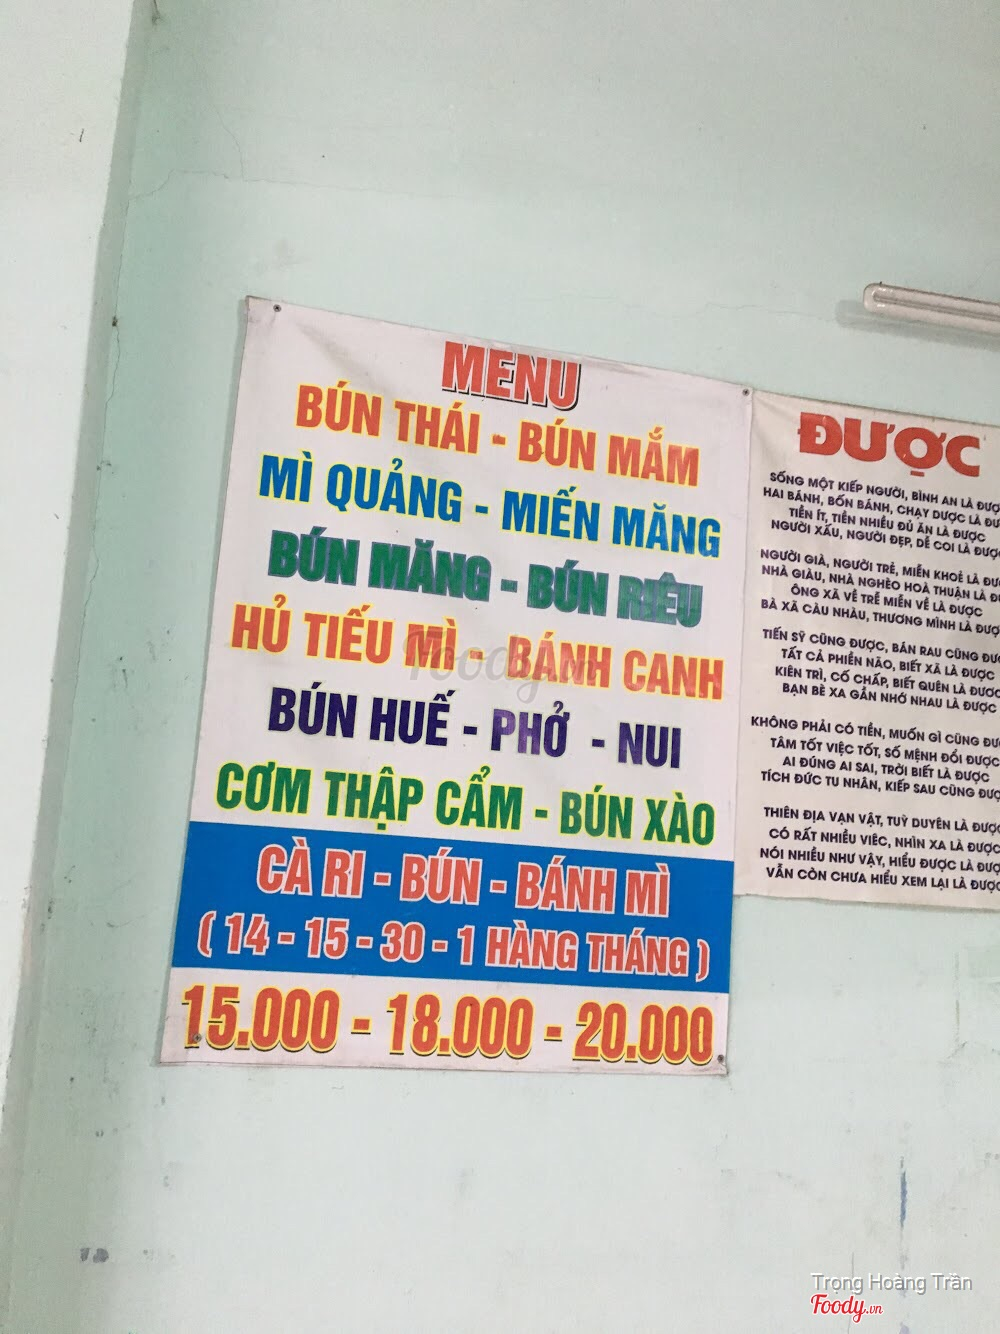 MENU
BÚN THÁI - BÚN MẮM
MÌ QUẢNG - MIẾN MĂNG
BÚN MĂNG - BÚN RIÊU
HỦ TIẾU MÌ - BÁNH CANH
BÚN HUẾ - PHỞ - NUI
CƠM THẬP CẨM - BÚN XÀO
CÀ RI - BÚN - BÁNH MÌ
( 14 - 15 - 30 - 1 HÀNG THÁNG )
15.000 - 18.000 - 20.000
ĐƯỢC
SỐNG MỘT KIẾP NGƯỜI, BÌNH AN LÀ
HAI BÁNH, BỐN BÁNH, CHẠY DƯỢC LÀ
TIỀN ÍT, TIỀN NHIỀU ĐỦ ĂN LÀ ĐƯỢC
NGƯỜI XẤU, NGƯỜI ĐẸP, DỄ COI LÀ
NGƯỜI GIÀ, NGƯỜI TRẺ, MIỄN KHOẺ LÀ
NHÀ GIÀU, NHÀ NGHÈO HOÀ THUẬN LÀ
ÔNG XÃ VỀ TRỄ MIỄN VỀ LÀ ĐƯỢC
BÀ XÃ CÀU NHÀU, THƯƠNG MÌNH LÀ
TIẾN SỸ CŨNG ĐƯỢC, BÁN RAU CŨNG
TẤT CẢ PHIỀN NÃO, BIẾT XẢ LÀ ĐƯỢC
KIÊN TRÌ, CỐ CHẤP, BIẾT QUÊN LÀ
BẠN BÈ XA GẦN NHỚ NHAU LÀ ĐƯỢC
KHÔNG PHẢI CÓ TIỀN, MUỐN GÌ CŨNG
TÂM TỐT VIỆC TỐT, SỐ MỆNH ĐỔI ĐƯỢC
AI ĐÚNG AI SAI, TRỜI BIẾT LÀ ĐƯỢC
TÍCH ĐỨC TU NHÂN, KIẾP SAU CŨNG
THIÊN ĐỊA VẠN VẬT, TUỲ DUYÊN LÀ
CÓ RẤT NHIỀU VIÊC, NHÌN XA LÀ ĐƯỢC
NÓI NHIỀU NHƯ VẬY, HIỂU ĐƯỢC LÀ
VẪN CÒN CHƯA HIỂU XEM LẠI LÀ
Foody.vn
Trọng Hoàng Trần
Foody.vn